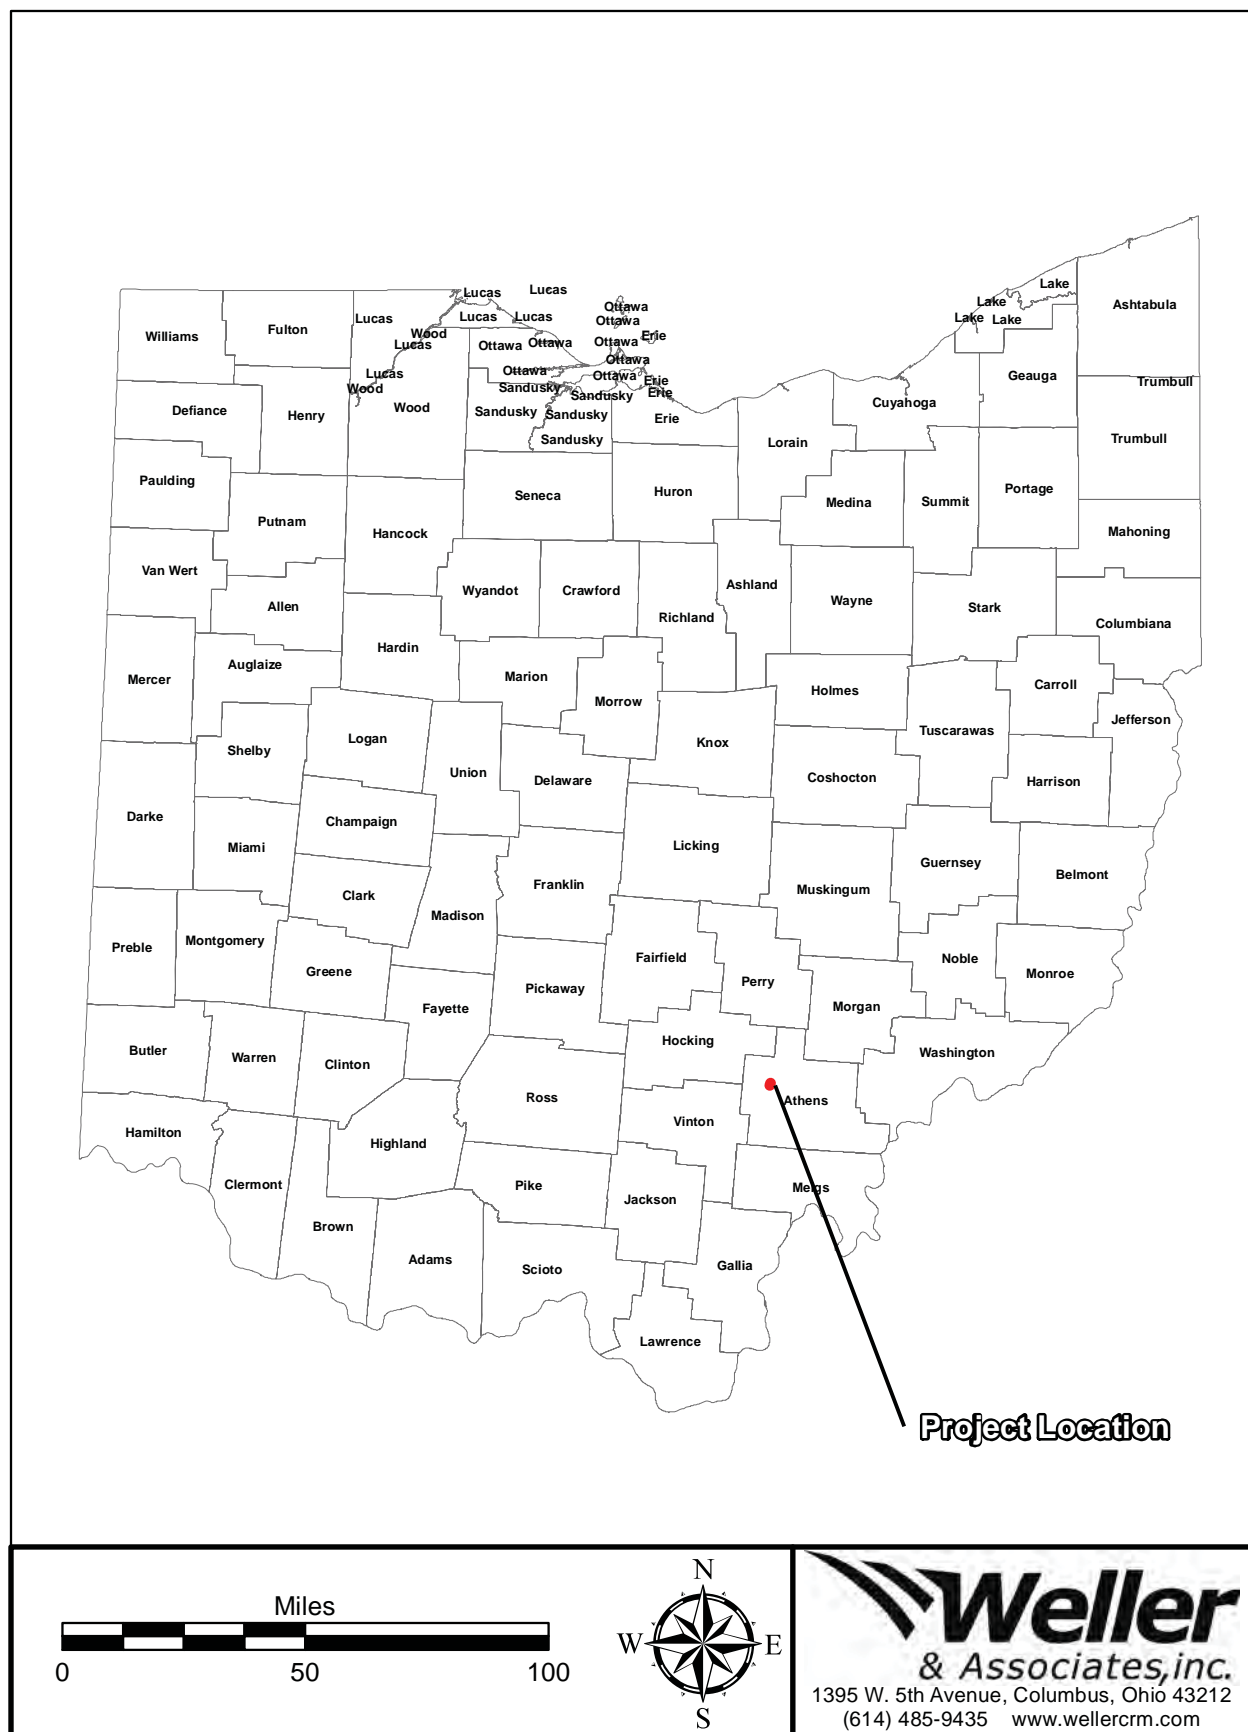 Lake
Lucas
Lucas
Lake
Ottawa
Ashtabula
Lucas
Lucas
Lucas
Ottawa
Lake
Lake
Williams
Fulton
Wood
Erie
Lucas
Ottawa
Ottawa
Ottawa
Ottawa
Lucas
Ottawa
Ottawa
Geauga
Wood
Sandusky
Erie
Trumbull
Defiance
Henry
Wood
Sandusky
Erie
Cuyahoga
Sandusky
Sandusky
Erie
Sandusky
Lorain
Trumbull
Paulding
Seneca
Huron
Medina
Summit
Portage
Putnam
Hancock
Mahoning
Van Wert
Wyandot
Crawford
Ashland
Allen
Richland
Wayne
Stark
Columbiana
Hardin
Auglaize
Mercer
Marion
Morrow
Holmes
Carroll
Jefferson
Shelby
Logan
Union
Knox
Tuscarawas
Delaware
Coshocton
Harrison
Darke
Champaign
Miami
Licking
Guernsey
Belmont
Clark
Franklin
Muskingum
Madison
Preble
Montgomery
Greene
Fairfield
Perry
Noble
Monroe
Pickaway
Fayette
Morgan
Butler
Warren
Clinton
Hocking
Washington
Ross
Athens
Vinton
Hamilton
Highland
Clermont
Pike
Jackson
Meigs
Brown
Adams
Scioto
Gallia
Lawrence
Project Location
Miles
0 50 100
N
W E
S
Weller
& Associates, inc.
1395 W. 5th Avenue, Columbus, Ohio 43212
(614) 485-9435 www.wellercrm.com